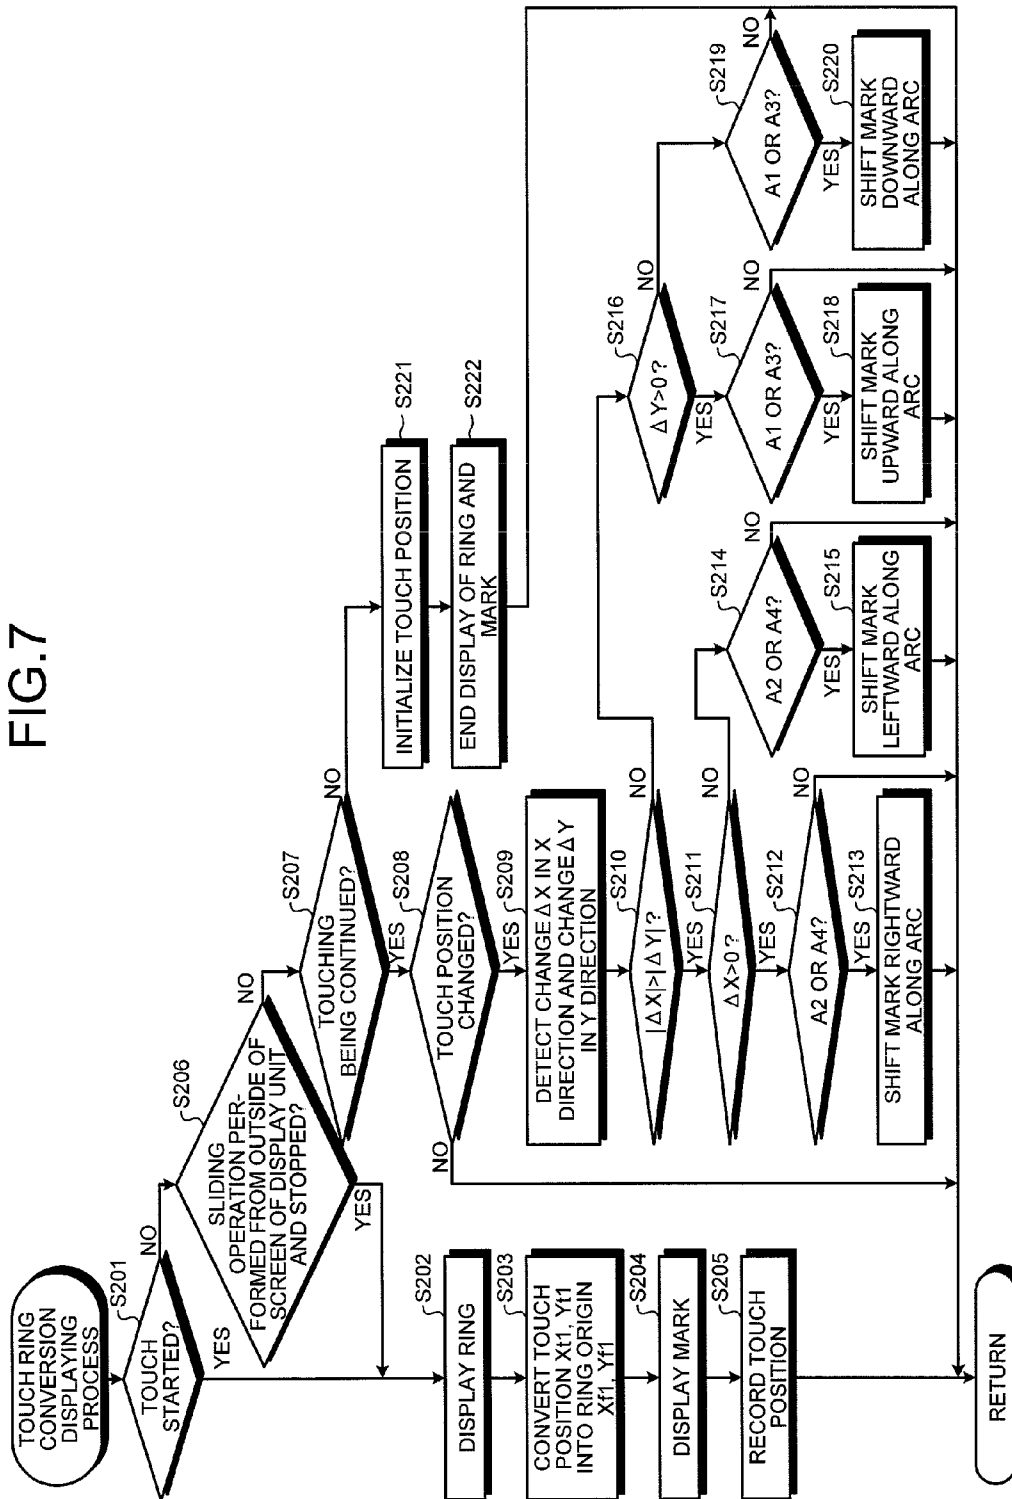 FIG.7
TOUCH RING
CONVERSION
DISPLAYING
PROCESS
S201
TOUCH
STARTED?
NO
YES
S202
DISPLAY RING
S203
CONVERT TOUCH
POSITION Xt1, Yt1
INTO RING ORIGIN
Xf1, Yf1
S204
DISPLAY MARK
S205
RECORD TOUCH
POSITION
RETURN
S206
SLIDING
OPERATION PER-
FORMED FROM OUTSIDE OF
SCREEN OF DISPLAY UNIT
AND STOPPED?
NO
YES
S207
TOUCHING
BEING CONTINUED?
NO
YES
S208
TOUCH POSITION
CHANGED?
NO
YES
S209
DETECT CHANGE ΔX IN X
DIRECTION AND CHANGE ΔY
IN Y DIRECTION
S210
|ΔX|>|ΔY|?
NO
YES
S211
ΔX>0?
NO
YES
S212
A2 OR A4?
NO
YES
S213
SHIFT MARK RIGHTWARD
ALONG ARC
S214
A2 OR A4?
NO
YES
S215
SHIFT MARK
LEFTWARD ALONG
ARC
S216
ΔY>0?
NO
YES
S217
A1 OR A3?
NO
YES
S218
SHIFT MARK
UPWARD ALONG
ARC
S219
A1 OR A3?
NO
YES
S220
SHIFT MARK
DOWNWARD
ALONG ARC
S221
INITIALIZE TOUCH POSITION
S222
END DISPLAY OF RING AND
MARK